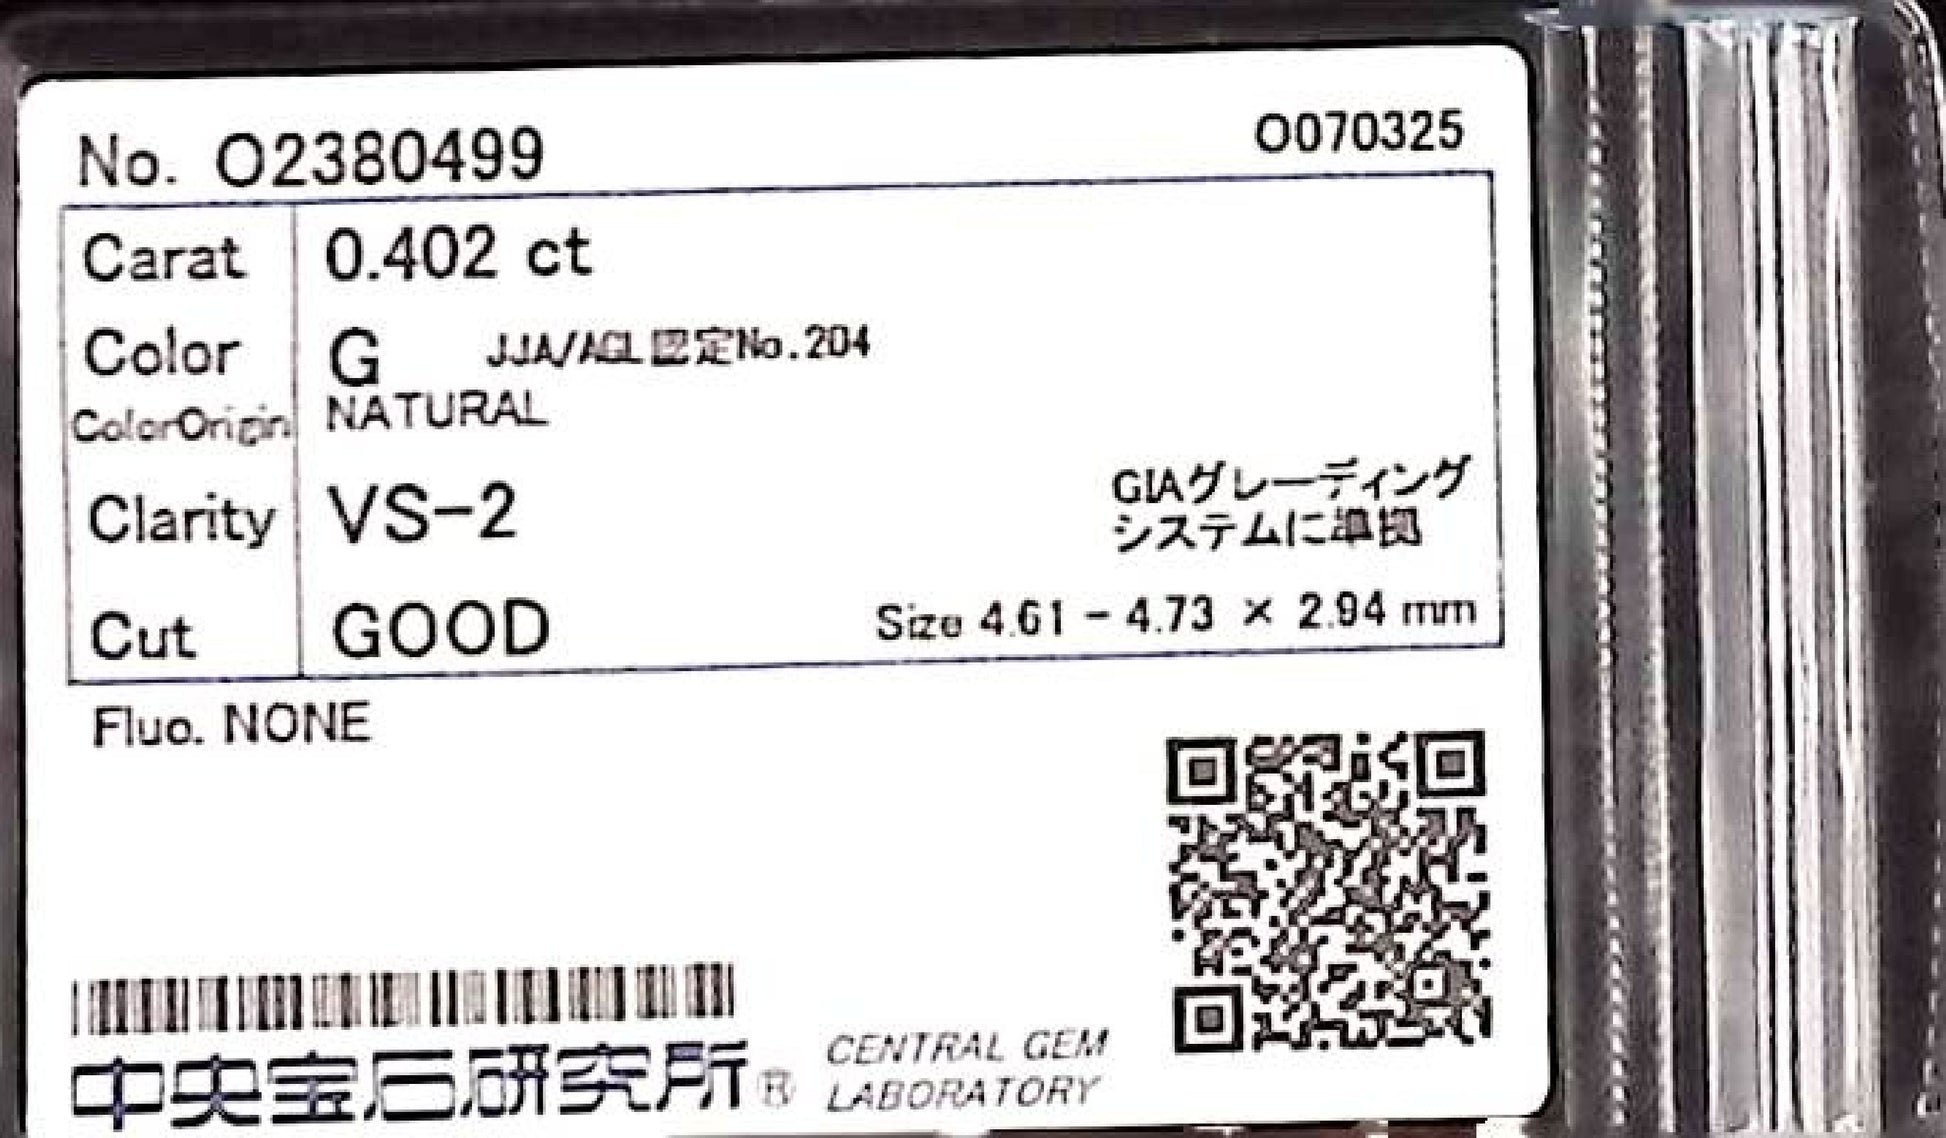 No. O2380499
O070325
Carat 0.402 ct
Color G JJA/AGL認定No.204
ColorOrigin NATURAL
Clarity VS-2
GIAグレーディング
システムに準拠
Cut GOOD Size 4.61 - 4.73 × 2.94 mm
Fluo. NONE
中央宝石研究所® CENTRAL GEM
LABORATORY